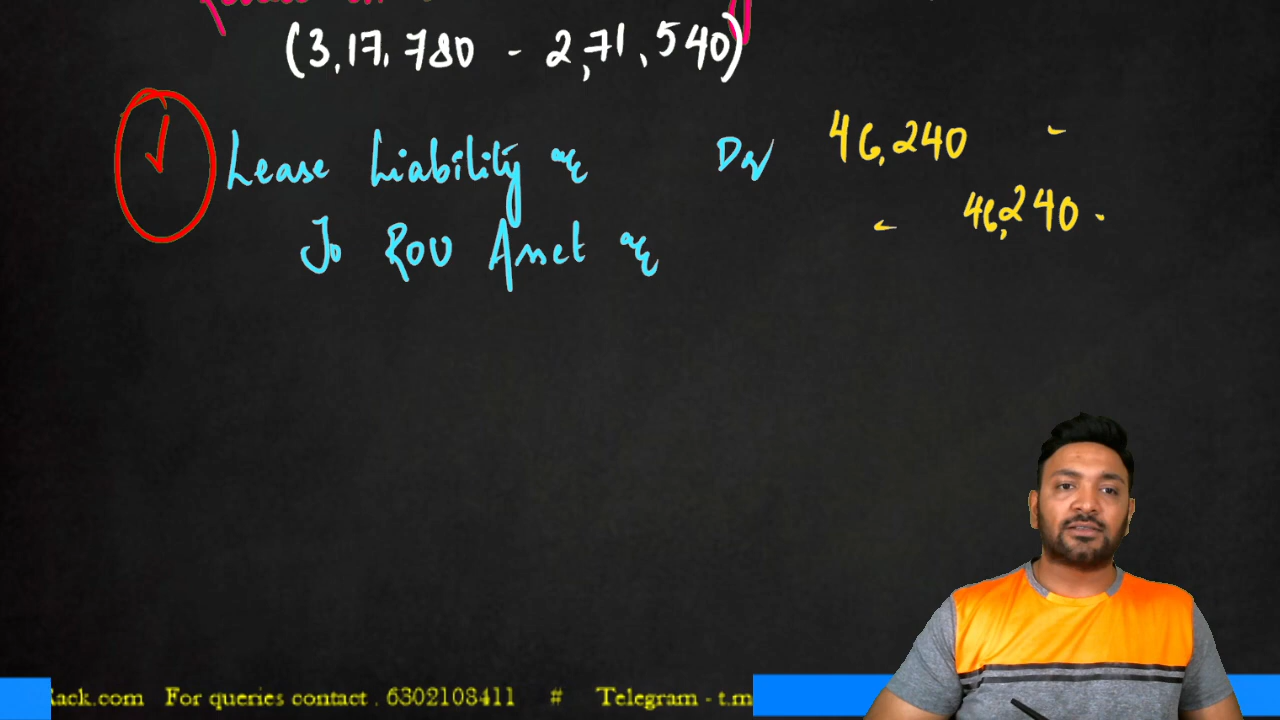 (3,17,780 - 2,71,540)
Lease Liability a/c Dr 46,240 -
To ROU Asset a/c - 46,240 -
Rack.com For queries contact . 6302108411 # Telegram - t.m